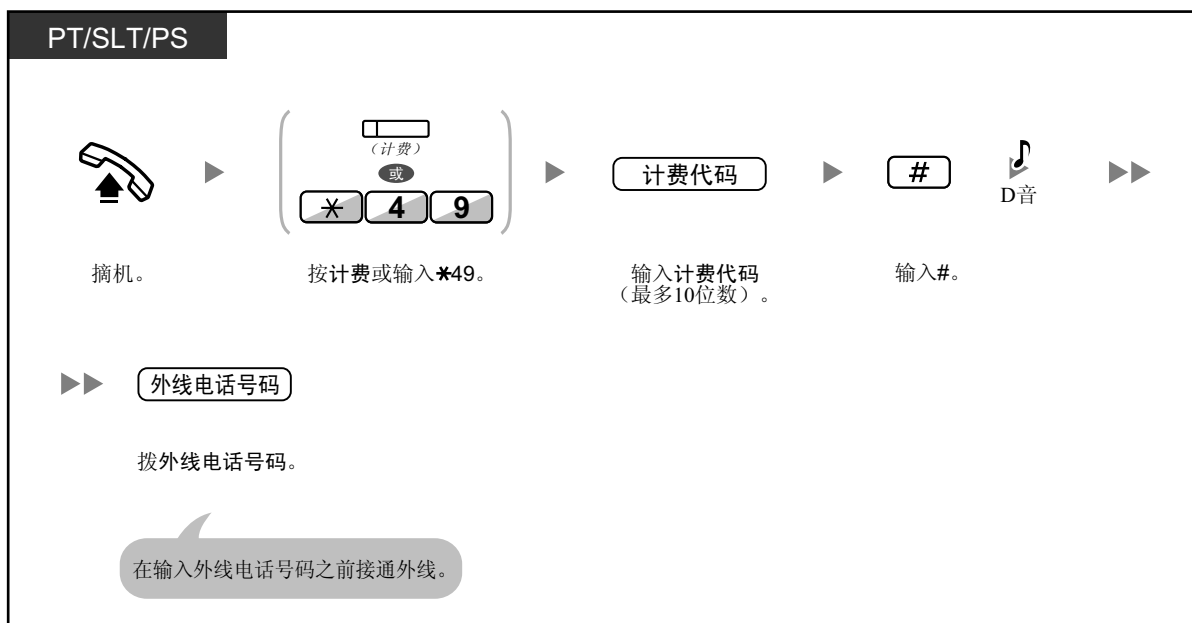 PT/SLT/PS
(计费)
或
* 4 9
计费代码
#
D音
摘机。
按计费或输入*49。
输入计费代码
（最多10位数）。
输入#。
外线电话号码
拨外线电话号码。
在输入外线电话号码之前接通外线。